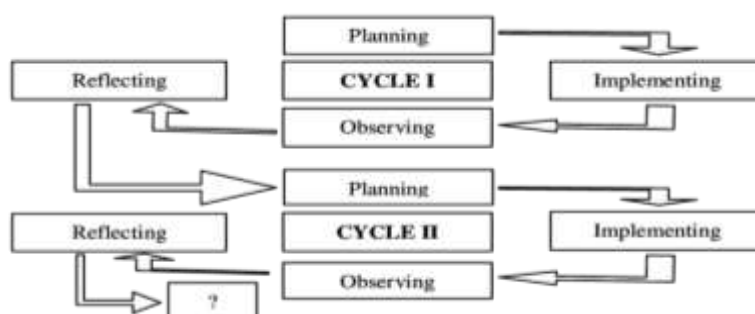 Planning
Reflecting
CYCLE I
Implementing
Observing
Planning
Reflecting
CYCLE II
Implementing
Observing
?